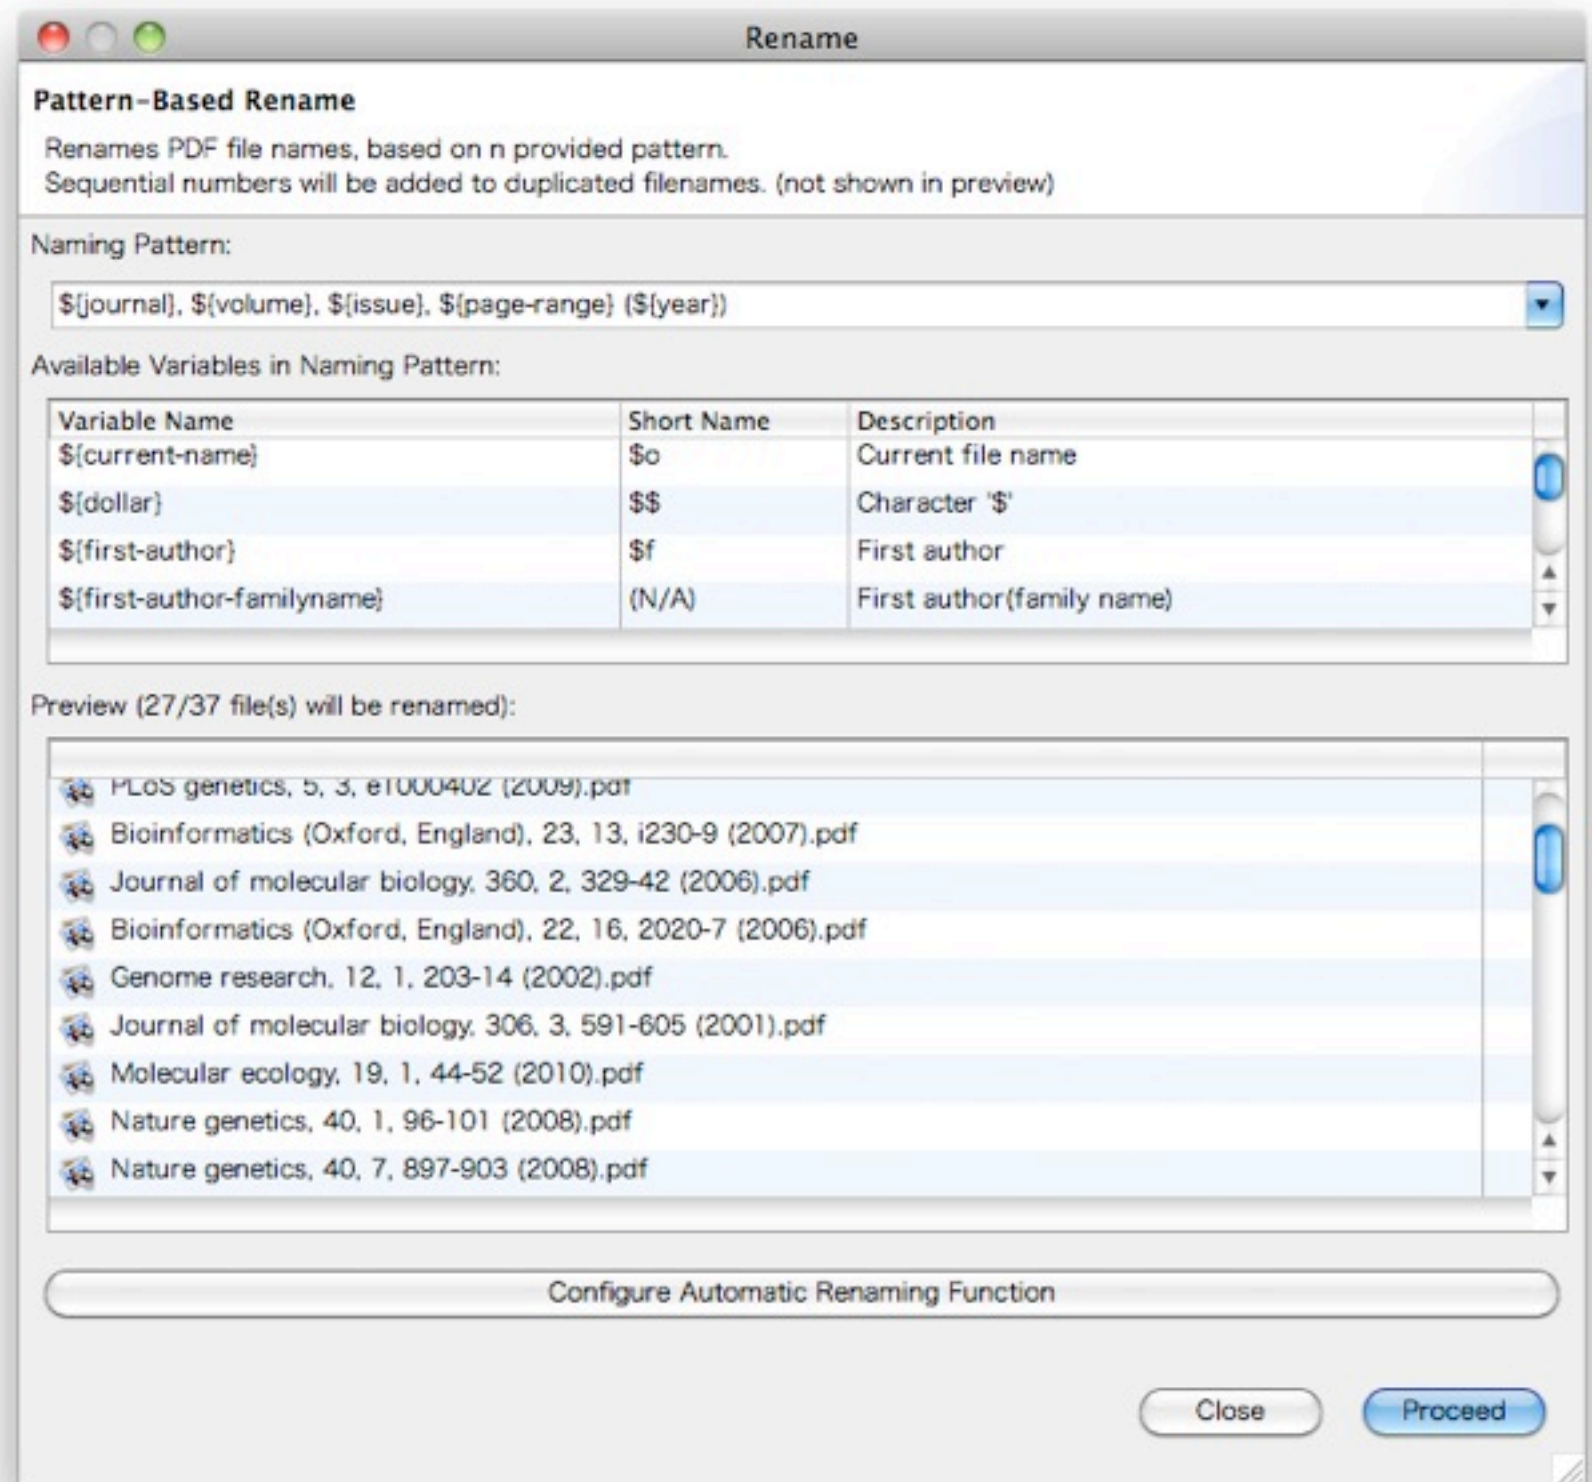 Rename
Pattern-Based Rename
Renames PDF file names, based on n provided pattern.
Sequential numbers will be added to duplicated filenames. (not shown in preview)
Naming Pattern:
${journal}, ${volume}, ${issue}, ${page-range} (${year})
Available Variables in Naming Pattern:
Variable Name Short Name Description
${current-name} $o Current file name
${dollar} $$ Character '$'
${first-author} $f First author
${first-author-familyname} (N/A) First author(family name)
Preview (27/37 file(s) will be renamed):
PLoS genetics, 5, 3, e1000402 (2009).pdf
Bioinformatics (Oxford, England), 23, 13, i230-9 (2007).pdf
Journal of molecular biology, 360, 2, 329-42 (2006).pdf
Bioinformatics (Oxford, England), 22, 16, 2020-7 (2006).pdf
Genome research, 12, 1, 203-14 (2002).pdf
Journal of molecular biology, 306, 3, 591-605 (2001).pdf
Molecular ecology, 19, 1, 44-52 (2010).pdf
Nature genetics, 40, 1, 96-101 (2008).pdf
Nature genetics, 40, 7, 897-903 (2008).pdf
Configure Automatic Renaming Function
Close Proceed